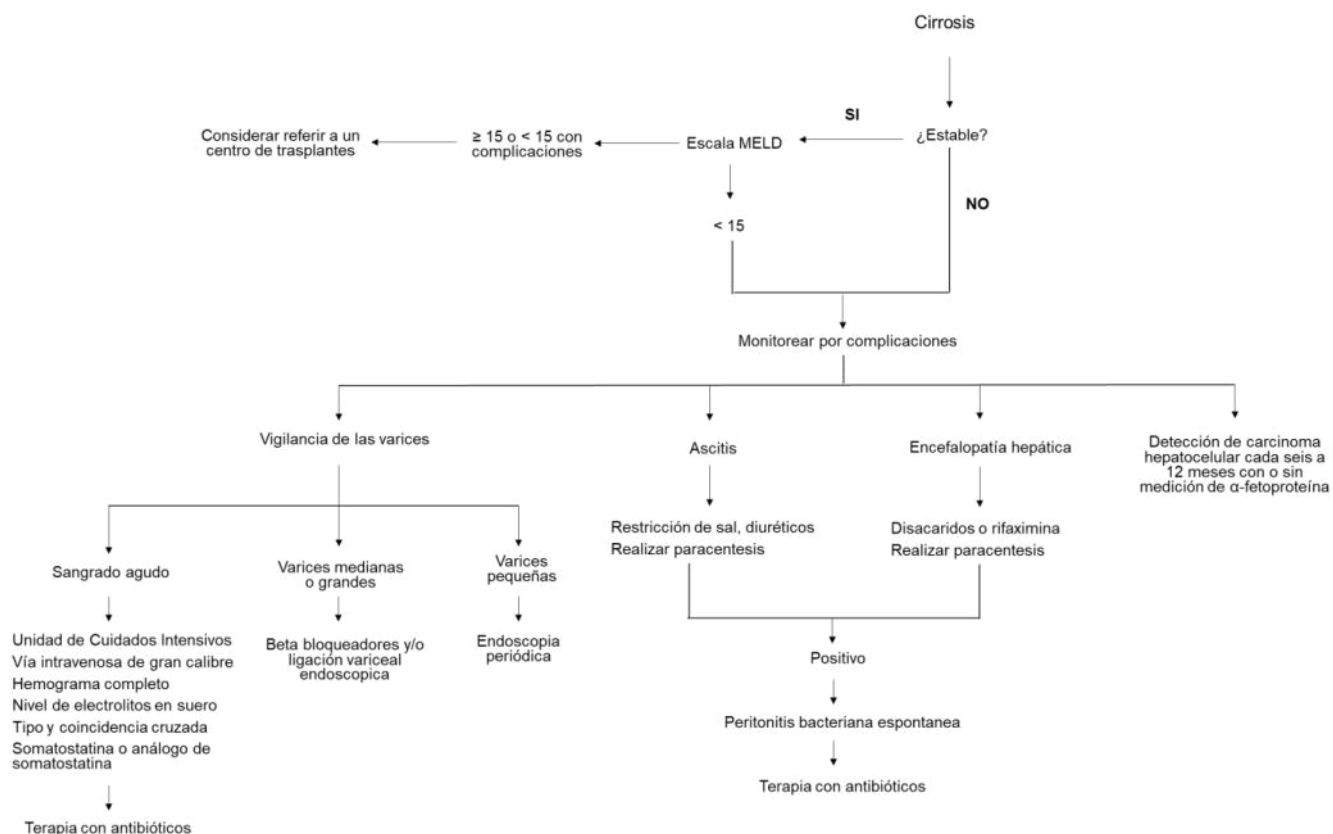 Cirrosis
SI
¿Estable?
Escala MELD
≥ 15 o < 15 con
complicaciones
Considerar referir a un
centro de trasplantes
NO
< 15
Monitorear por complicaciones
Vigilancia de las varices
Ascitis
Encefalopatía hepática
Detección de carcinoma
hepatocelular cada seis a
12 meses con o sin
medición de α-fetoproteína
Restricción de sal, diuréticos
Realizar paracentesis
Disacaridos o rifaximina
Realizar paracentesis
Sangrado agudo
Varices medianas
o grandes
Varices
pequeñas
Unidad de Cuidados Intensivos
Vía intravenosa de gran calibre
Hemograma completo
Nivel de electrolitos en suero
Tipo y coincidencia cruzada
Somatostatina o análogo de
somatostatina
Beta bloqueadores y/o
ligación variceal
endoscopica
Endoscopia
periódica
Positivo
Peritonitis bacteriana espontanea
Terapia con antibióticos
Terapia con antibióticos